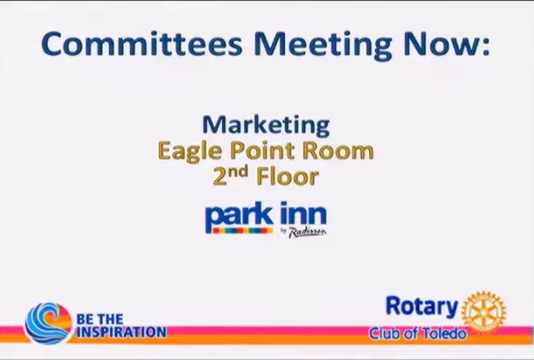 Committees Meeting Now:
Marketing
Eagle Point Room
2nd Floor
park inn
by Radisson
BE THE
INSPIRATION
Rotary
Club of Toledo